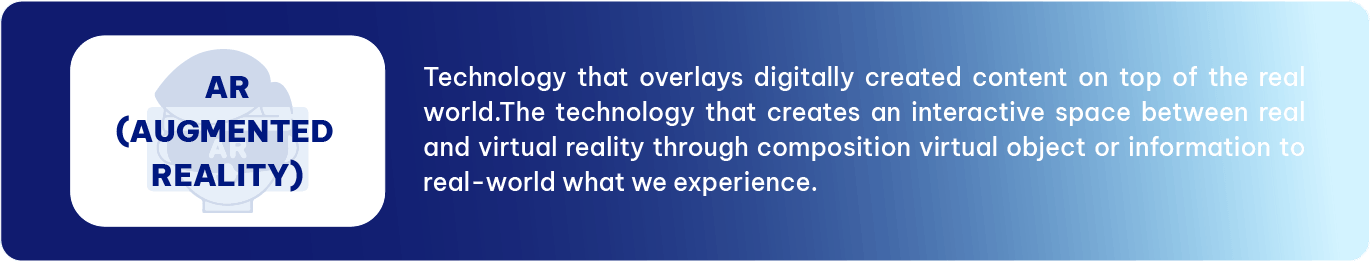 AR
(AUGMENTED
REALITY)
AR
Technology that overlays digitally created content on top of the real
world.The technology that creates an interactive space between real
and virtual reality through composition virtual object or information to
real-world what we experience.